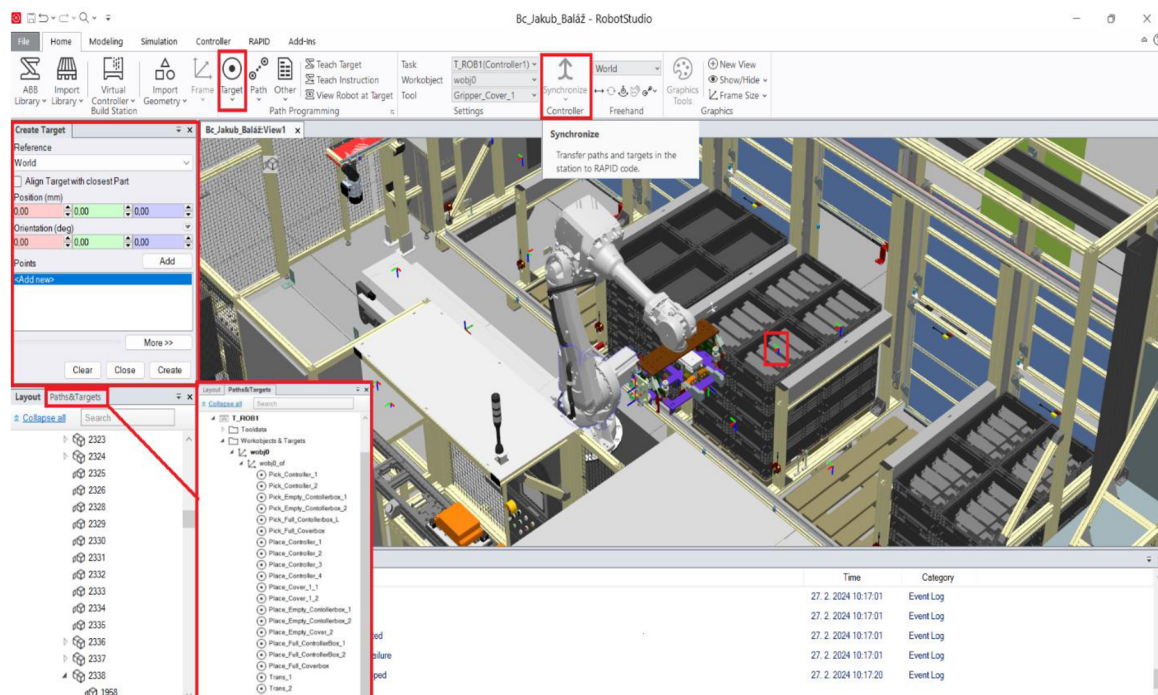 Bc_Jakub_Baláž - RobotStudio
File Home Modeling Simulation Controller RAPID Add-Ins
ABB Library
Import Library
Virtual Controller
Import Geometry
Build Station
Frame
Target
Path
Other
Teach Target
Teach Instruction
View Robot at Target
Path Programming
Task T_ROB1(Controller1)
Workobject wobj0
Tool Gripper_Cover_1
Settings
Synchronize
Controller
World
Freehand
Graphics Tools
New View
Show/Hide
Frame Size
Graphics
Synchronize
Transfer paths and targets in the
station to RAPID code.
Create Target
Reference
World
Align Target with closest Part
Position (mm)
0.00 0.00 0,00
Orientation (deg)
0.00 0.00 0,00
Points Add
<Add new>
More >>
Clear Close Create
Bc_Jakub_Baláž:View1
Layout Paths&Targets
Collapse all Search
2323
2324
2325
2326
2328
2329
2330
2331
2332
2333
2334
2335
2336
2337
2338
1958
Layout Paths&Targets
Collapse all Search
T_ROB1
Tooldata
Workobjects & Targets
wobj0
wobj0_of
Pick_Controller_1
Pick_Controller_2
Pick_Empty_Contollerbox_1
Pick_Empty_Contollerbox_2
Pick_Full_Contollerbox_L
Pick_Full_Coverbox
Place_Controller_1
Place_Controller_2
Place_Controller_3
Place_Controller_4
Place_Cover_1_1
Place_Cover_1_2
Place_Empty_Contollerbox_1
Place_Empty_Contollerbox_2
Place_Empty_Cover_2
Place_Full_ControllerBox_1
Place_Full_ControllerBox_2
Place_Full_Coverbox
Trans_1
Trans_2
Time Category
27. 2. 2024 10:17:01 Event Log
27. 2. 2024 10:17:01 Event Log
ed 27. 2. 2024 10:17:01 Event Log
ailure 27. 2. 2024 10:17:01 Event Log
ped 27. 2. 2024 10:17:20 Event Log